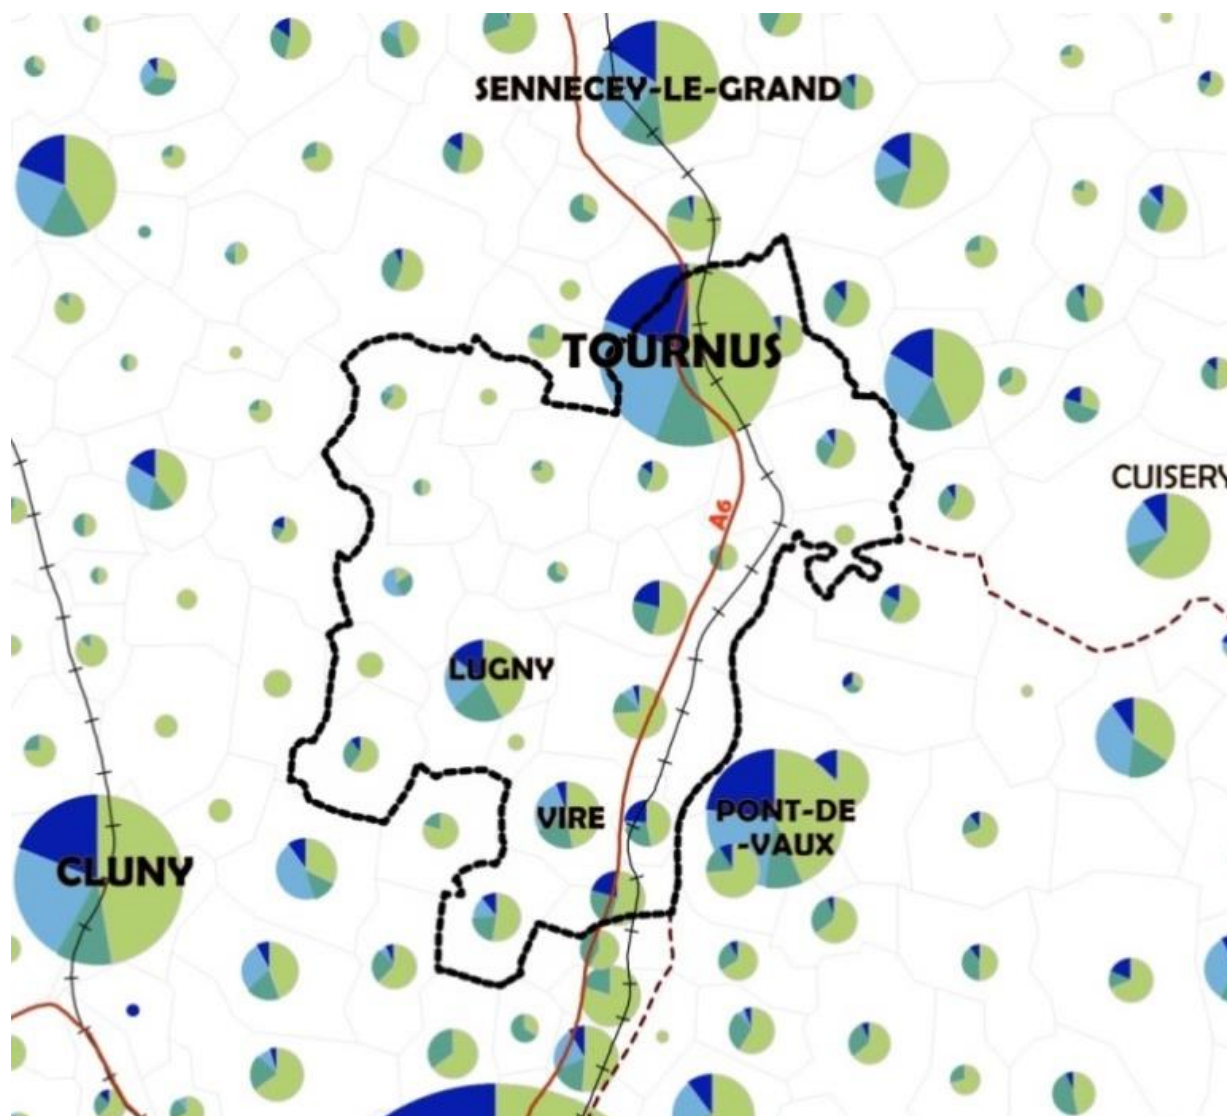 SENNECEY-LE-GRAND
TOURNUS
CUISERY
A6
LUGNY
VIRE
PONT-DE
-VAUX
CLUNY